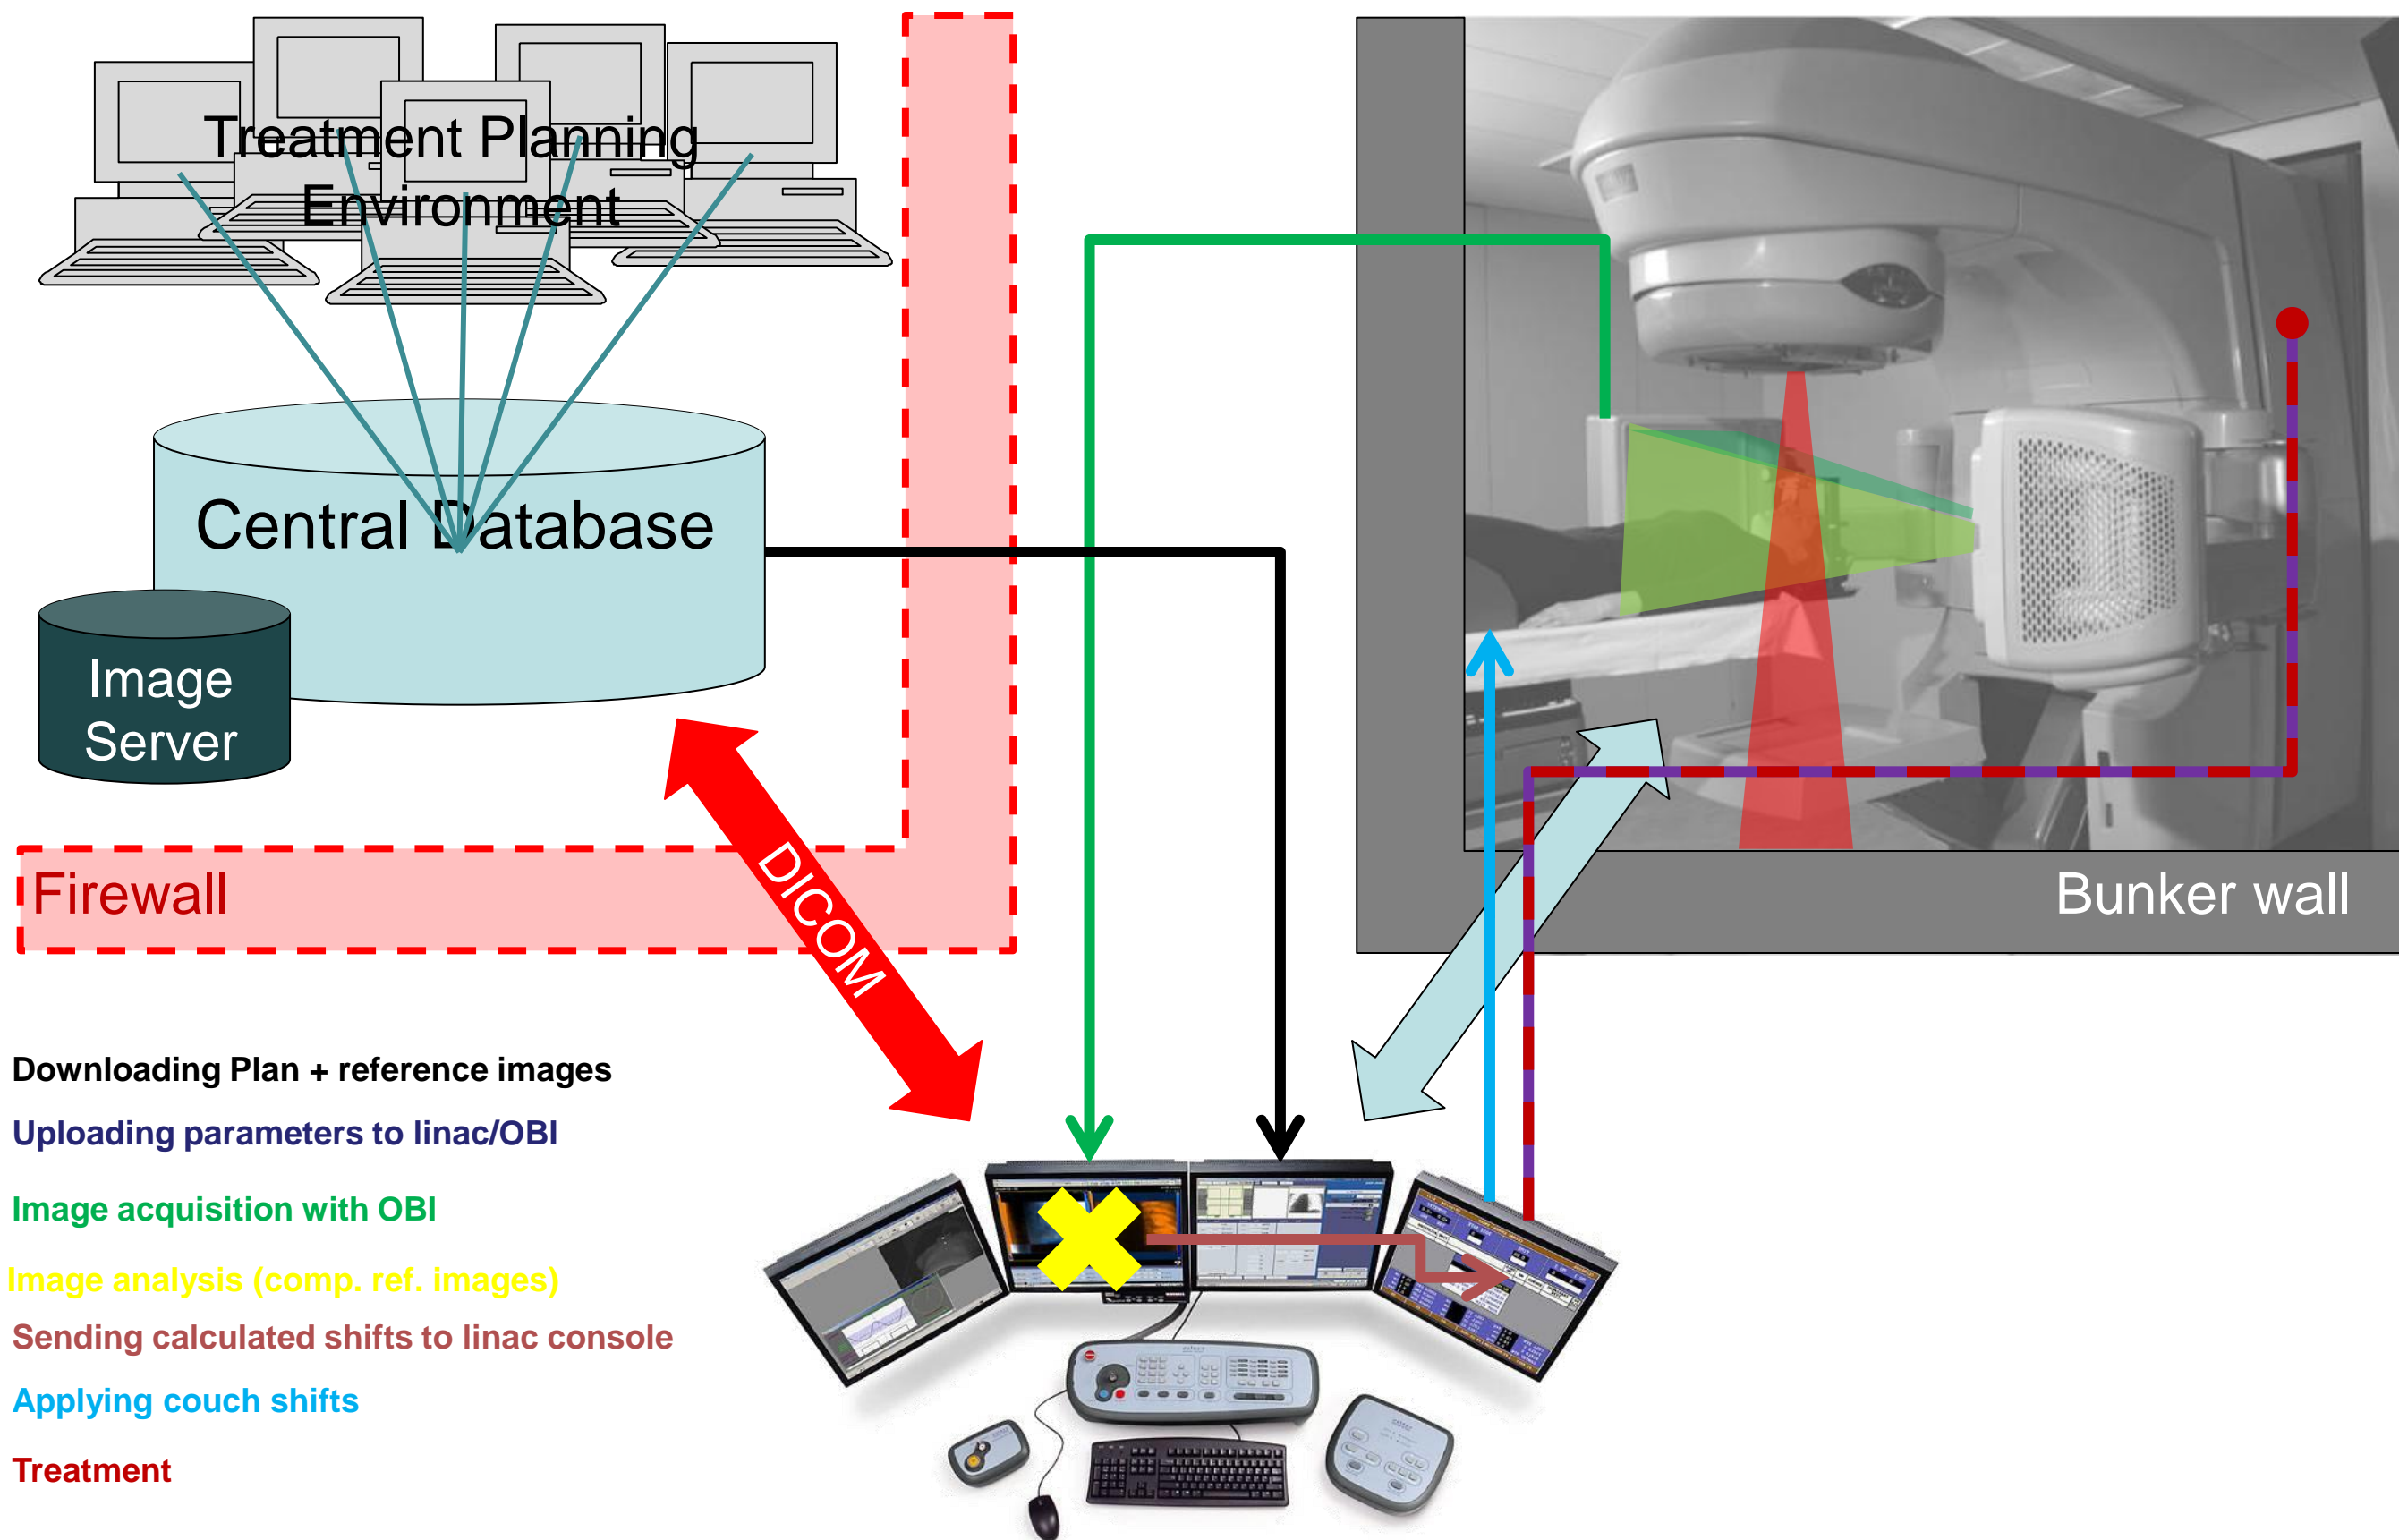 Treatment Planning
Environment
Central Database
Image
Server
Firewall
DICOM
Bunker wall
Downloading Plan + reference images
Uploading parameters to linac/OBI
Image acquisition with OBI
Image analysis (comp. ref. images)
Sending calculated shifts to linac console
Applying couch shifts
Treatment